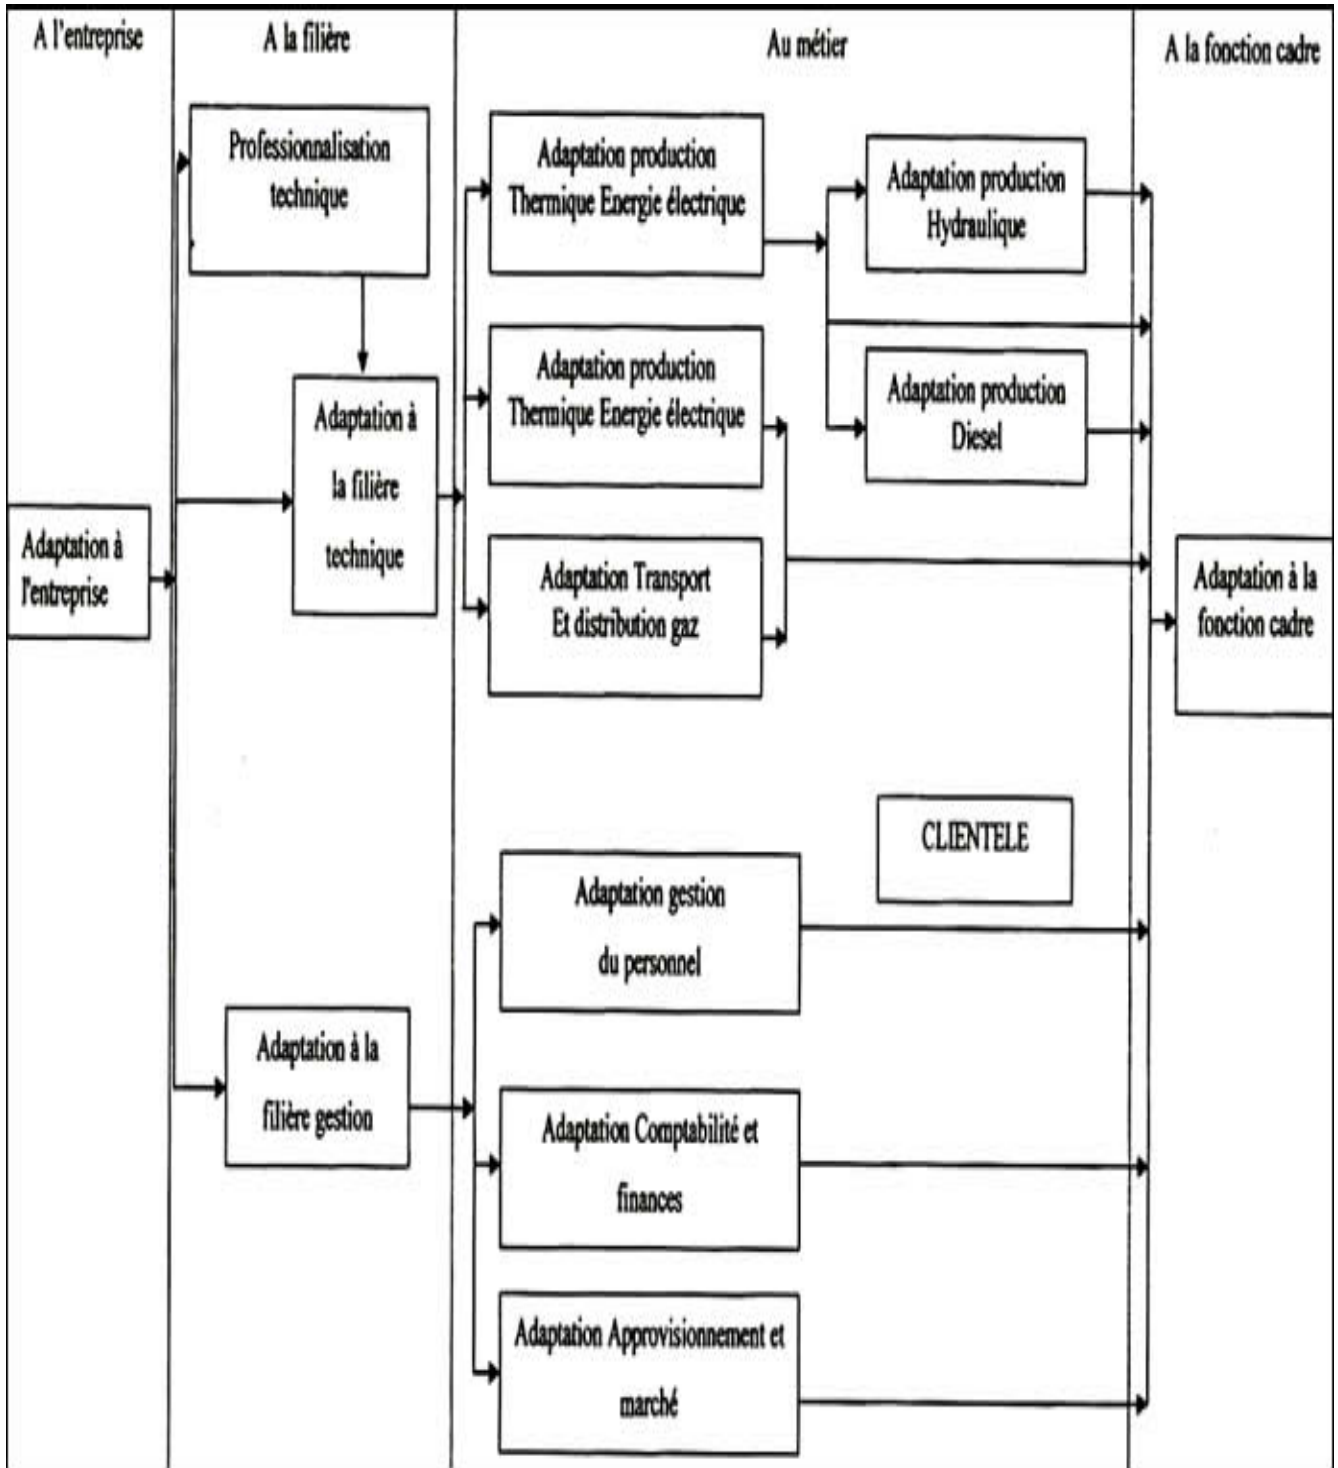 A l'entreprise
A la filière
Au métier
A la fonction cadre
Professionnalisation
technique
Adaptation à
la filière
technique
Adaptation à
l'entreprise
Adaptation à la
filière gestion
Adaptation production
Thermique Energie électrique
Adaptation production
Thermique Energie électrique
Adaptation Transport
Et distribution gaz
Adaptation production
Hydraulique
Adaptation production
Diesel
CLIENTELE
Adaptation gestion
du personnel
Adaptation Comptabilité et
finances
Adaptation Approvisionnement et
marché
Adaptation à la
fonction cadre